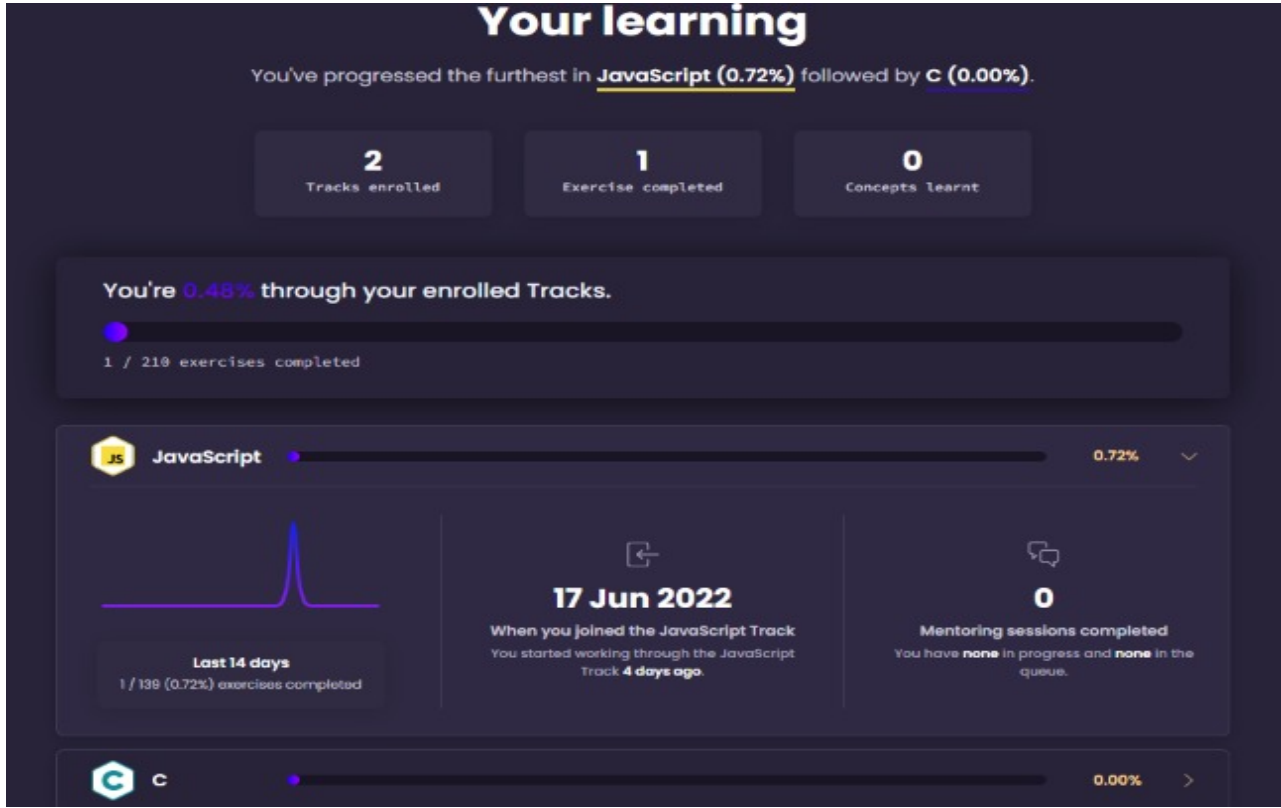 Your learning
You've progressed the furthest in JavaScript (0.72%) followed by C (0.00%).
2
Tracks enrolled
1
Exercise completed
0
Concepts learnt
You're 0.48% through your enrolled Tracks.
1 / 210 exercises completed
JS JavaScript 0.72%
Last 14 days
1 / 139 (0.72%) exercises completed
17 Jun 2022
When you joined the JavaScript Track
You started working through the JavaScript
Track 4 days ago.
0
Mentoring sessions completed
You have none in progress and none in the
queue.
C C 0.00%